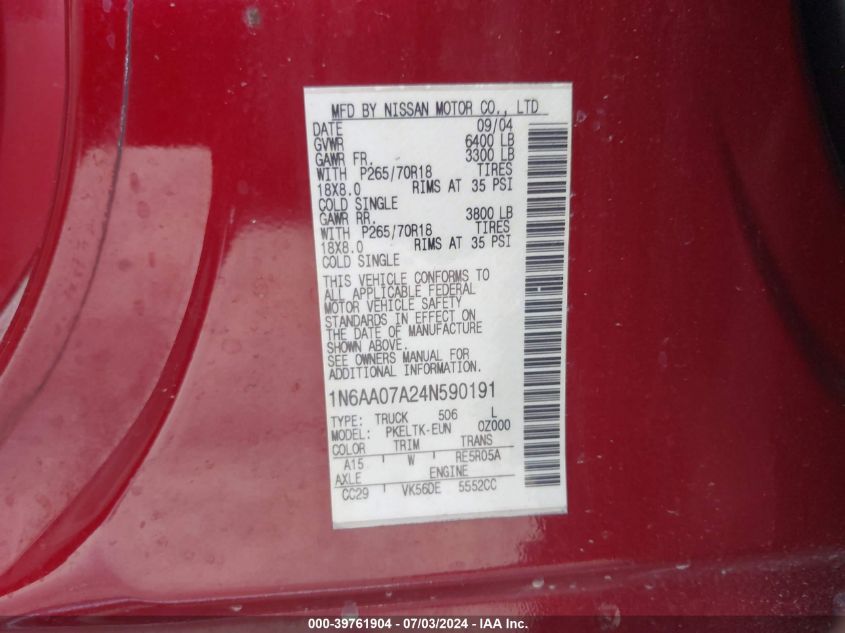 MFD BY NISSAN MOTOR CO., LTD
DATE 09/04
GVWR 6400 LB
GAWR FR. 3300 LB
WITH P265/70R18 TIRES
18X8.0 RIMS AT 35 PSI
COLD SINGLE
GAWR RR. 3800 LB
WITH P265/70R18 TIRES
18X8.0 RIMS AT 35 PSI
COLD SINGLE
THIS VEHICLE CONFORMS TO
ALL APPLICABLE FEDERAL
MOTOR VEHICLE SAFETY
STANDARDS IN EFFECT ON
THE DATE OF MANUFACTURE
SHOWN ABOVE.
SEE OWNERS MANUAL FOR
ADDITIONAL INFORMATION
1N6AA07A24N590191
TYPE: TRUCK 506 L
MODEL: PKELTK-EUN 0Z000
COLOR TRIM TRANS
A15 W RE5R05A
AXLE ENGINE
CC29 VK56DE 5552CC
000-39761904 - 07/03/2024 - IAA Inc.